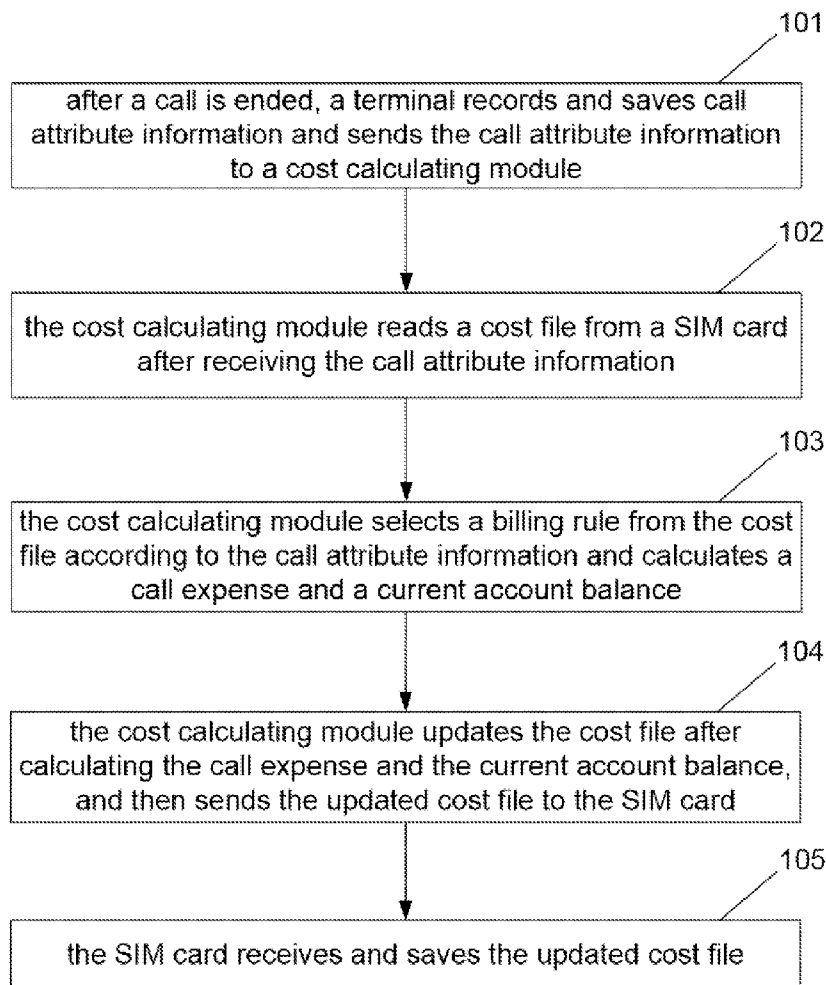 101
after a call is ended, a terminal records and saves call
attribute information and sends the call attribute information
to a cost calculating module
102
the cost calculating module reads a cost file from a SIM card
after receiving the call attribute information
103
the cost calculating module selects a billing rule from the cost
file according to the call attribute information and calculates a
call expense and a current account balance
104
the cost calculating module updates the cost file after
calculating the call expense and the current account balance,
and then sends the updated cost file to the SIM card
105
the SIM card receives and saves the updated cost file